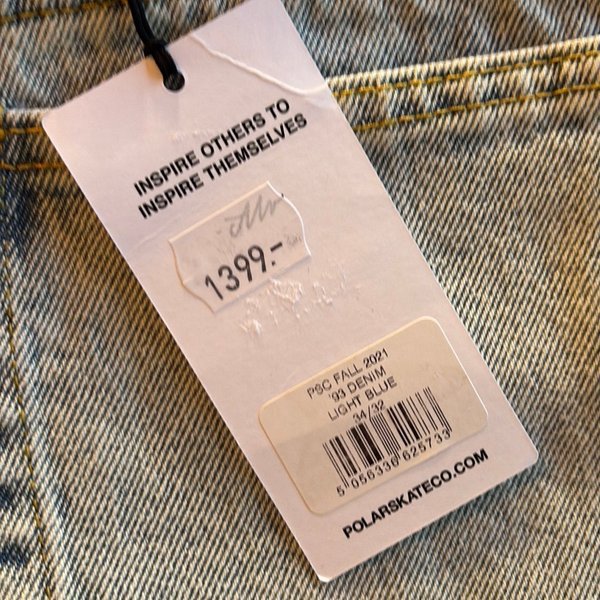 INSPIRE OTHERS TO
INSPIRE THEMSELVES
1399.-
PSC FALL 2021
'93 DENIM
LIGHT BLUE
34/32
5 056336 625733
POLARSKATECO.COM